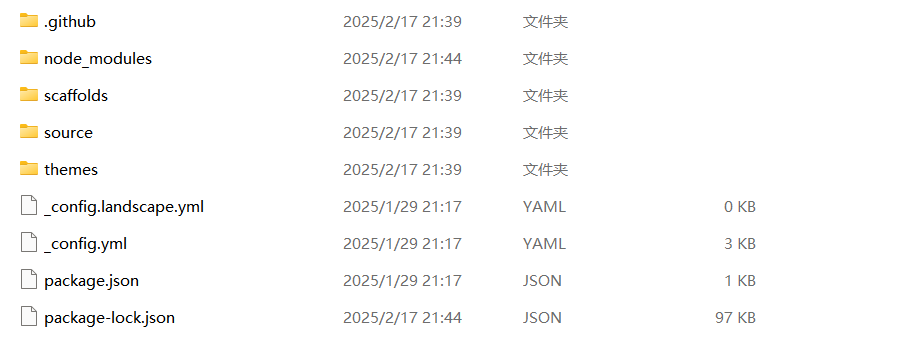 .github 2025/2/17 21:39 文件夹
node_modules 2025/2/17 21:44 文件夹
scaffolds 2025/2/17 21:39 文件夹
source 2025/2/17 21:39 文件夹
themes 2025/2/17 21:39 文件夹
_config.landscape.yml 2025/1/29 21:17 YAML 0 KB
_config.yml 2025/1/29 21:17 YAML 3 KB
package.json 2025/1/29 21:17 JSON 1 KB
package-lock.json 2025/2/17 21:44 JSON 97 KB